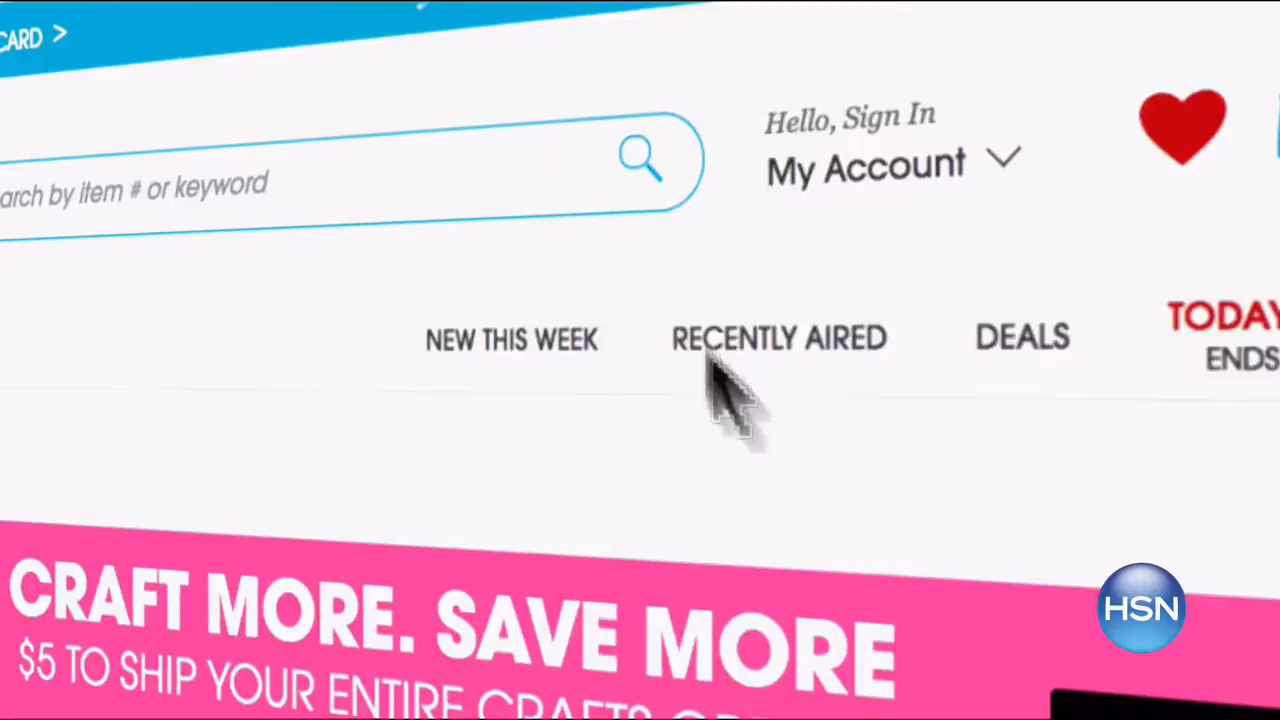 CARD >
arch by item # or keyword
Hello, Sign In
My Account
NEW THIS WEEK
RECENTLY AIRED
DEALS
TODAY
ENDS
CRAFT MORE. SAVE MORE
$5 TO SHIP YOUR ENTIRE CRAFTS
HSN